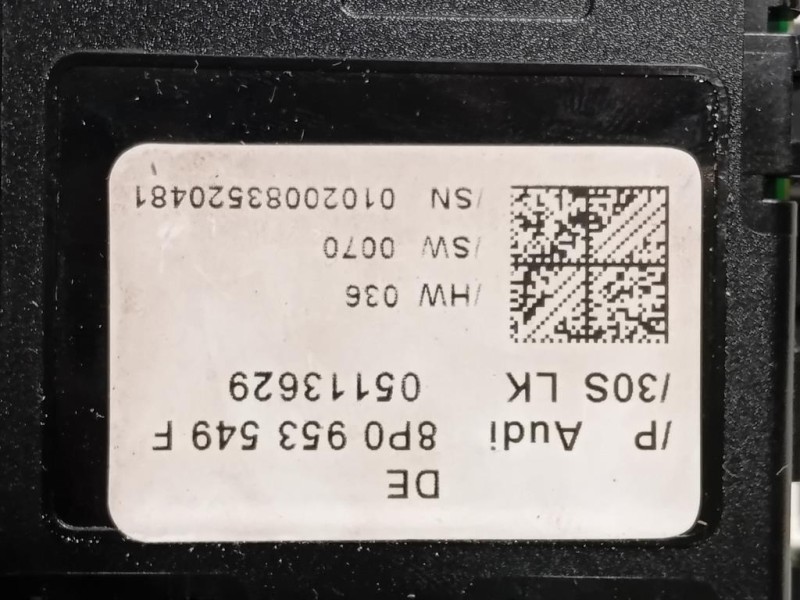 DE
/P Audi 8P0 953 549 F
/30S LK 05113629
/HW 036
/SW 0070
/SN 01020083520481